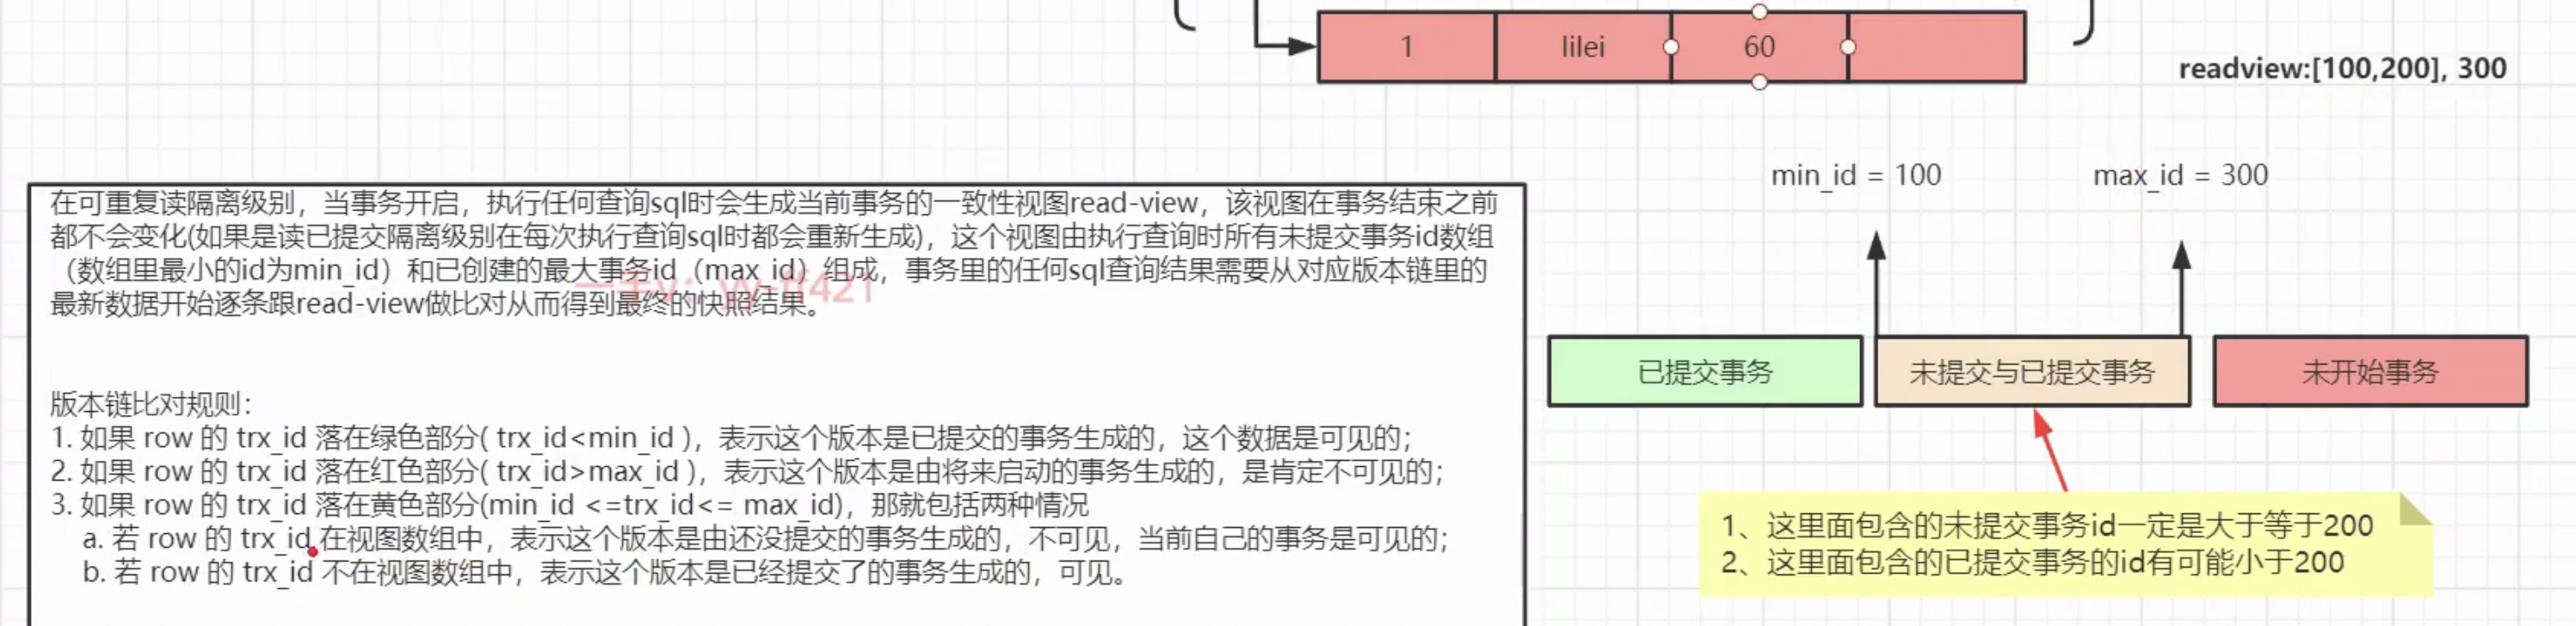 1 lilei 60
readview:[100,200], 300
min_id = 100 max_id = 300
在可重复读隔离级别，当事务开启，执行任何查询sql时会生成当前事务的一致性视图read-view，该视图在事务结束之前
都不会变化(如果是读已提交隔离级别在每次执行查询sql时都会重新生成)，这个视图由执行查询时所有未提交事务id数组
（数组里最小的id为min_id）和已创建的最大事务id（max_id）组成，事务里的任何sql查询结果需要从对应版本链里的
最新数据开始逐条跟read-view做比对从而得到最终的快照结果。
版本链比对规则：
1. 如果 row 的 trx_id 落在绿色部分( trx_id<min_id )，表示这个版本是已提交的事务生成的，这个数据是可见的；
2. 如果 row 的 trx_id 落在红色部分( trx_id>max_id )，表示这个版本是由将来启动的事务生成的，是肯定不可见的；
3. 如果 row 的 trx_id 落在黄色部分(min_id <=trx_id<= max_id)，那就包括两种情况
a. 若 row 的 trx_id 在视图数组中，表示这个版本是由还没提交的事务生成的，不可见，当前自己的事务是可见的；
b. 若 row 的 trx_id 不在视图数组中，表示这个版本是已经提交了的事务生成的，可见。
已提交事务
未提交与已提交事务
未开始事务
1、这里面包含的未提交事务id一定是大于等于200
2、这里面包含的已提交事务的id有可能小于200